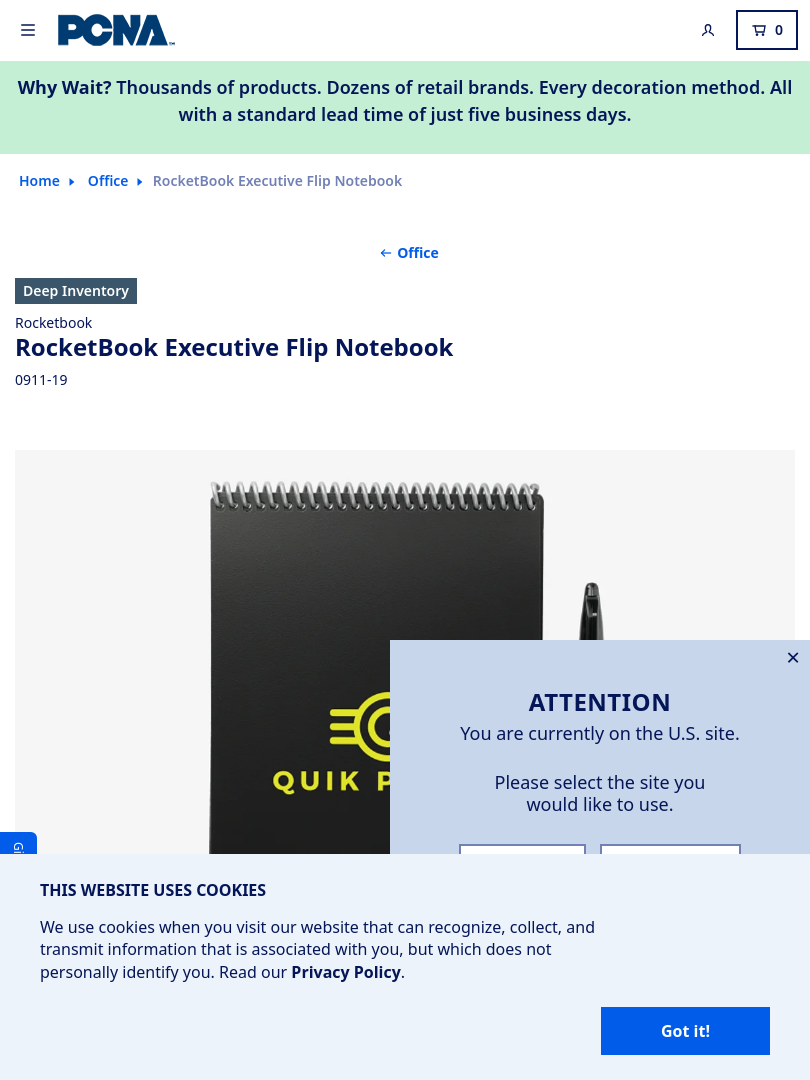 PCNA
0
Why Wait? Thousands of products. Dozens of retail brands. Every decoration method. All
with a standard lead time of just five business days.
Home Office RocketBook Executive Flip Notebook
← Office
Deep Inventory
Rocketbook
RocketBook Executive Flip Notebook
0911-19
QUIK P
ATTENTION
You are currently on the U.S. site.
Please select the site you
would like to use.
THIS WEBSITE USES COOKIES
We use cookies when you visit our website that can recognize, collect, and
transmit information that is associated with you, but which does not
personally identify you. Read our Privacy Policy.
Got it!